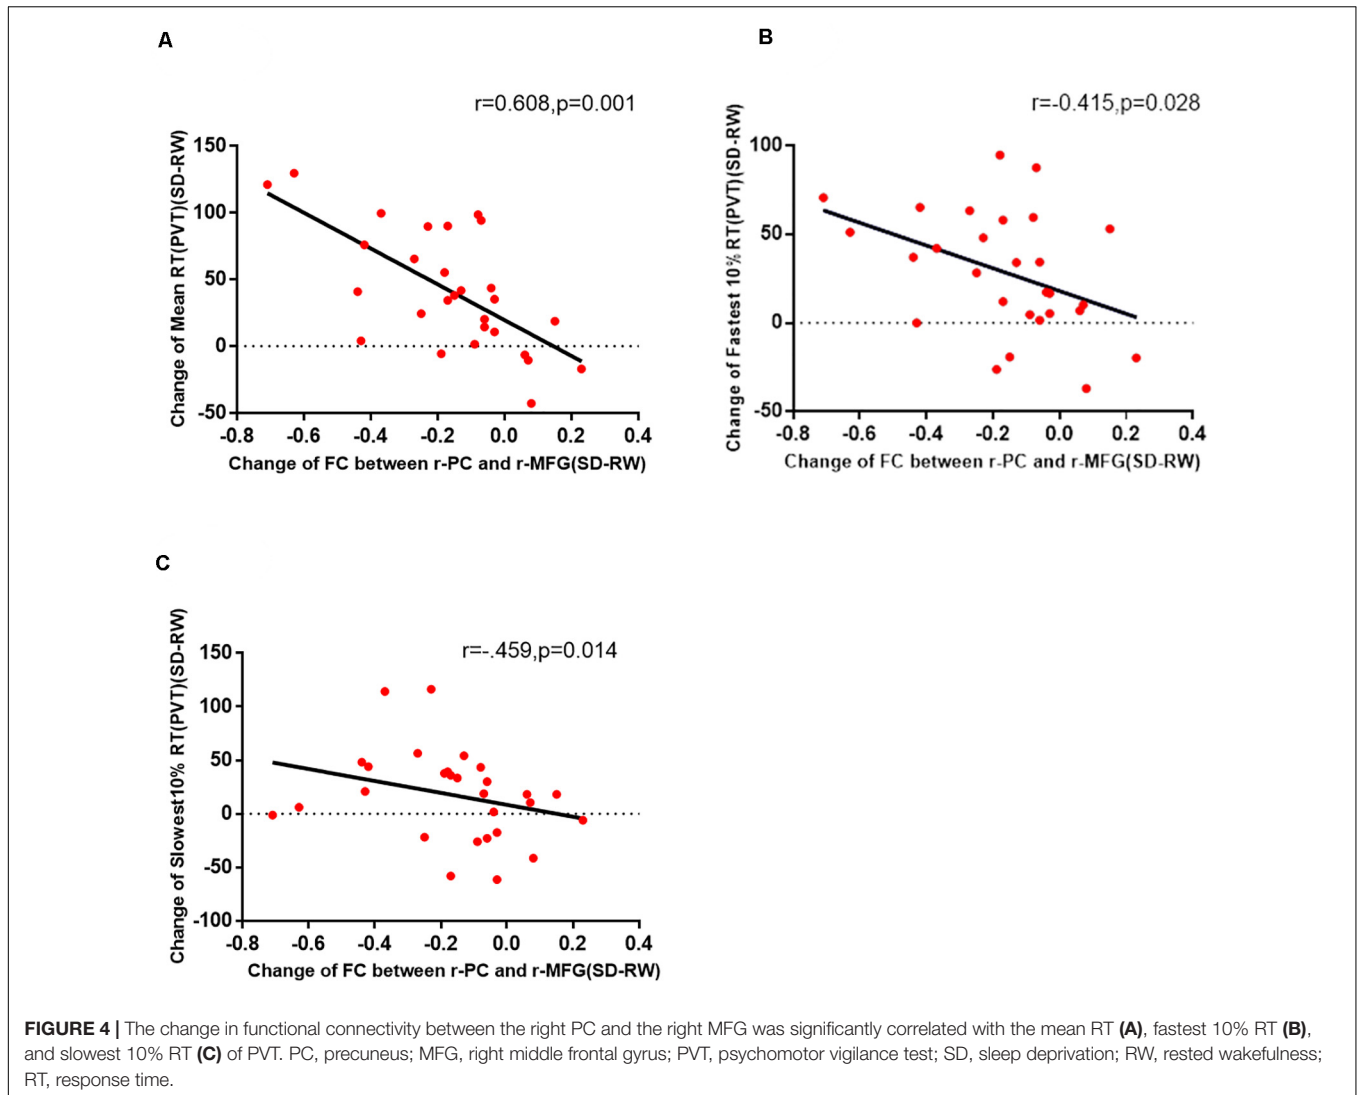 A
r=0.608,p=0.001
Change of Mean RT(PVT)(SD-RW)
150
100
50
0
-50
-0.8
-0.6
-0.4
-0.2
0.0
0.2
0.4
Change of FC between r-PC and r-MFG(SD-RW)
B
r=-0.415,p=0.028
Change of Fastest 10% RT(PVT)(SD-RW)
100
50
0
-50
-0.8
-0.6
-0.4
-0.2
0.0
0.2
0.4
Change of FC between r-PC and r-MFG(SD-RW)
C
r=-.459,p=0.014
Change of Slowest10% RT(PVT)(SD-RW)
150
100
50
0
-50
-100
-0.8
-0.6
-0.4
-0.2
0.0
0.2
0.4
Change of FC between r-PC and r-MFG(SD-RW)
FIGURE 4 | The change in functional connectivity between the right PC and the right MFG was significantly correlated with the mean RT (A), fastest 10% RT (B),
and slowest 10% RT (C) of PVT. PC, precuneus; MFG, right middle frontal gyrus; PVT, psychomotor vigilance test; SD, sleep deprivation; RW, rested wakefulness;
RT, response time.